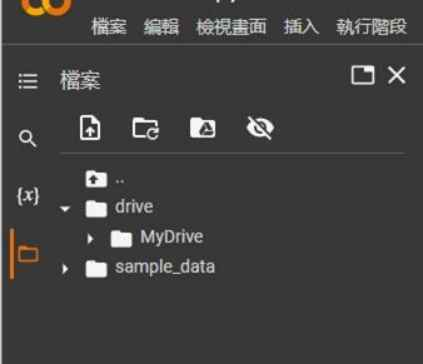 檔案 編輯 檢視畫面 插入 執行階段
檔案
{x}
..
drive
MyDrive
sample_data